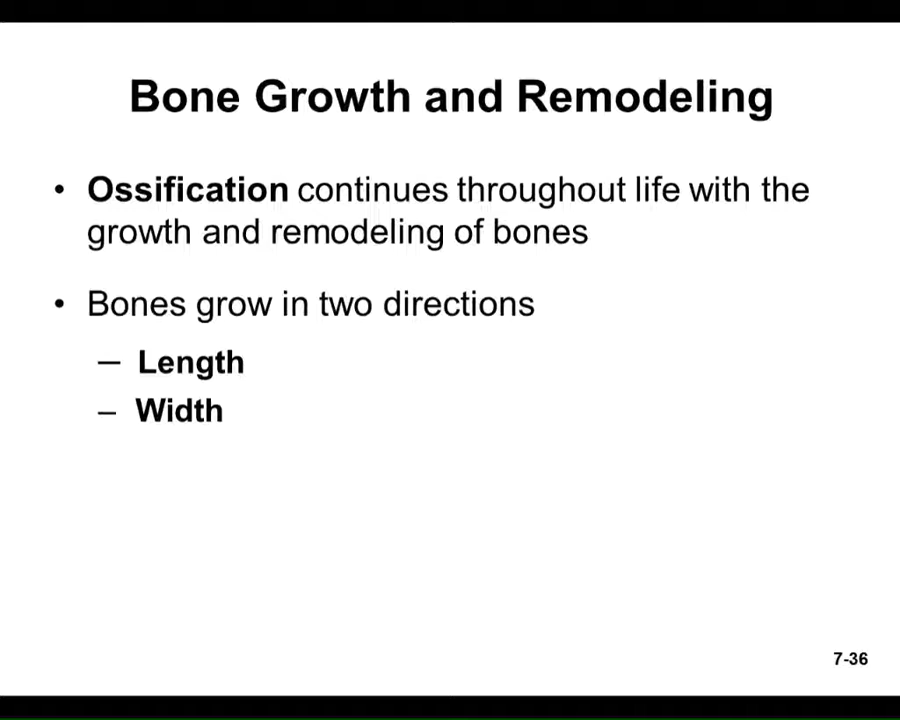 Bone Growth and Remodeling
• Ossification continues throughout life with the
growth and remodeling of bones
• Bones grow in two directions
– Length
– Width
7-36